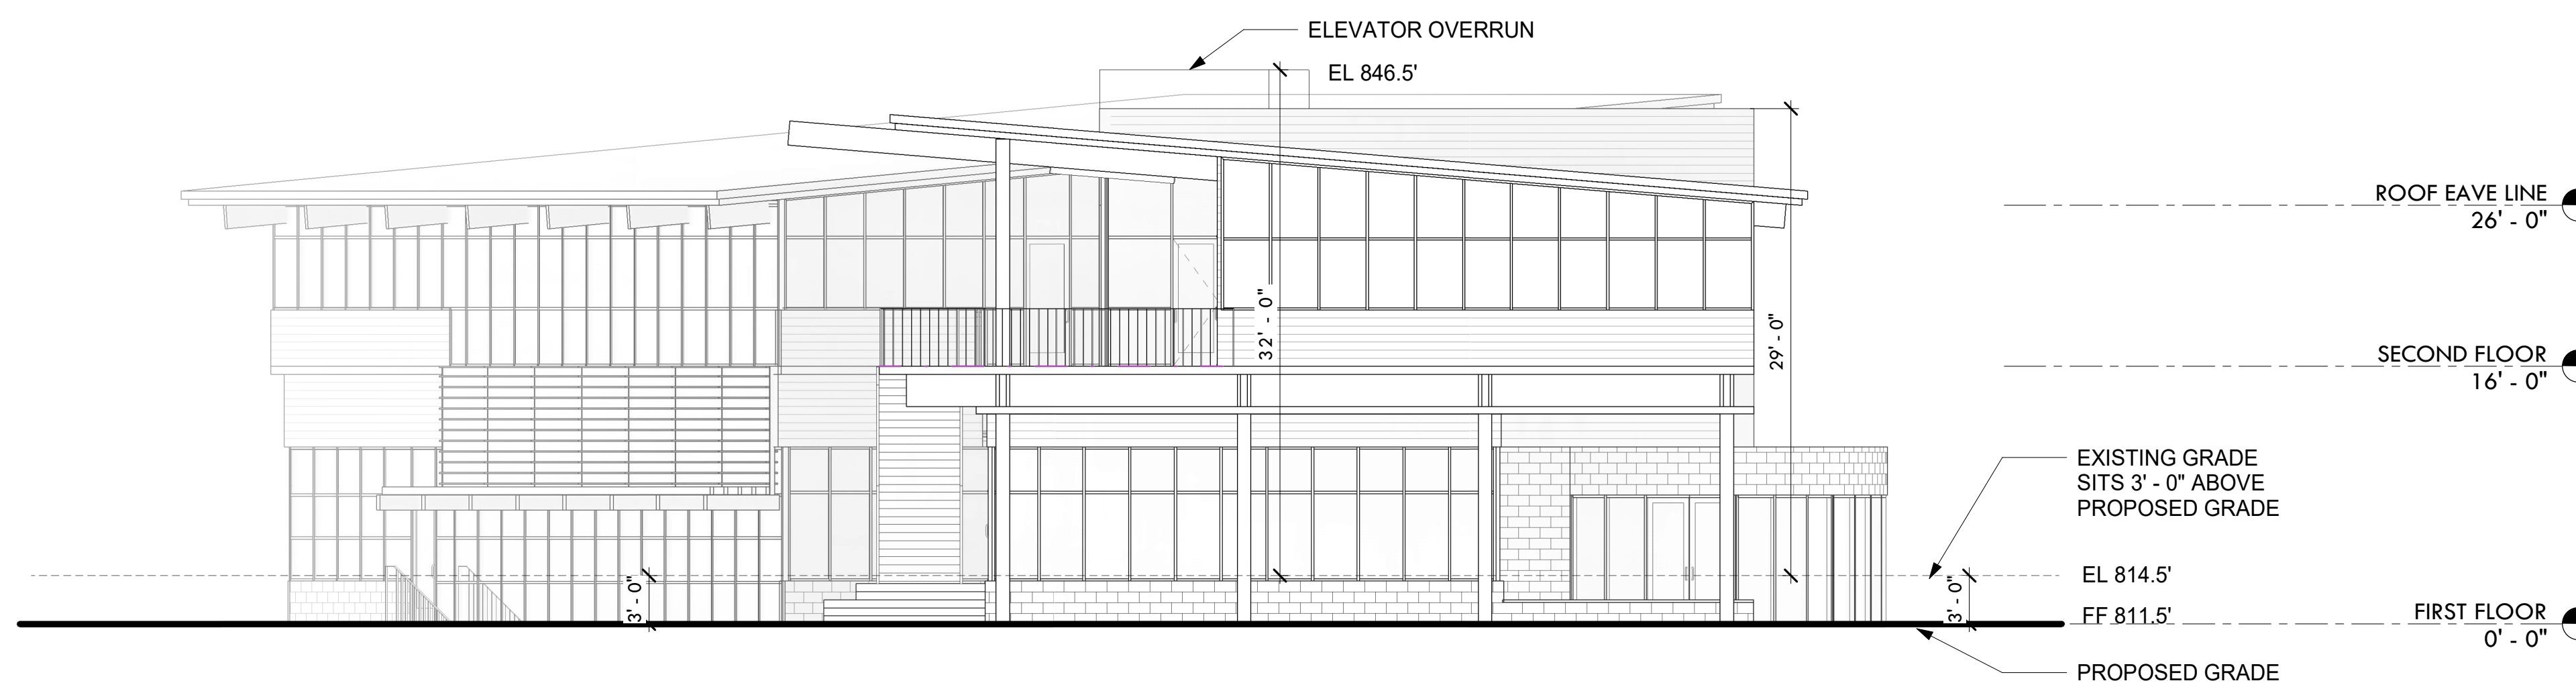 ELEVATOR OVERRUN
EL 846.5'
ROOF EAVE LINE
26' - 0"
32' - 0"
29' - 0"
SECOND FLOOR
16' - 0"
EXISTING GRADE
SITS 3' - 0" ABOVE
PROPOSED GRADE
EL 814.5'
3' - 0"
3' - 0"
FF 811.5'
FIRST FLOOR
0' - 0"
PROPOSED GRADE